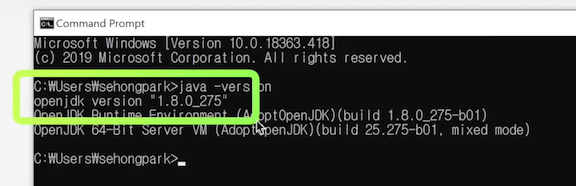 Command Prompt
Microsoft Windows [Version 10.0.18363.418]
(c) 2019 Microsoft Corporation. All rights reserved.
C:₩Users₩sehongpark>java -version
openjdk version "1.8.0_275"
OpenJDK Runtime Environment (AdoptOpenJDK)(build 1.8.0_275-b01)
OpenJDK 64-Bit Server VM (AdoptOpenJDK)(build 25.275-b01, mixed mode)
C:₩Users₩sehongpark>